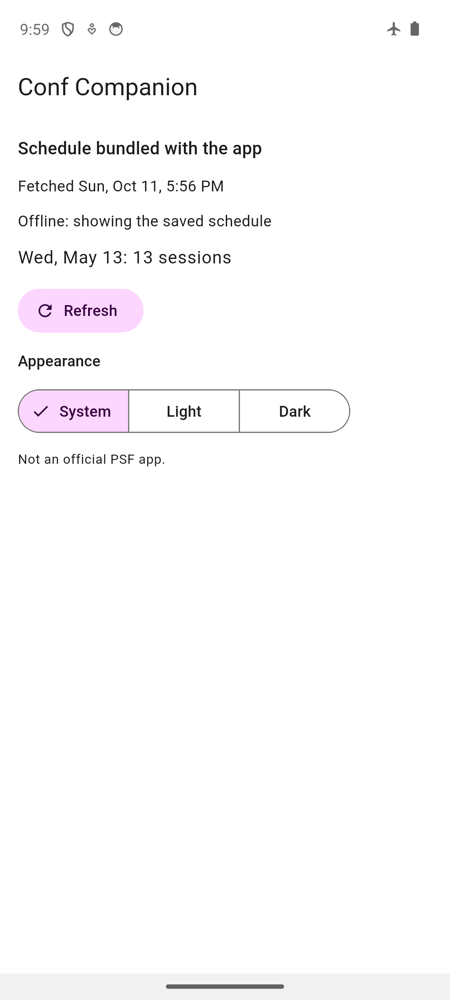 9:59
Conf Companion
Schedule bundled with the app
Fetched Sun, Oct 11, 5:56 PM
Offline: showing the saved schedule
Wed, May 13: 13 sessions
Refresh
Appearance
System Light Dark
Not an official PSF app.